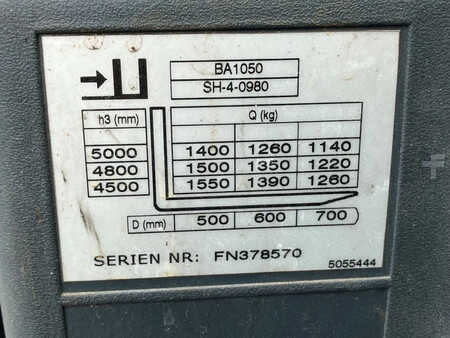 BA1050
SH-4-0980
h3 (mm) Q (kg)
5000 1400 1260 1140
4800 1500 1350 1220
4500 1550 1390 1260
D (mm) 500 600 700
SERIEN NR: FN378570
5055444